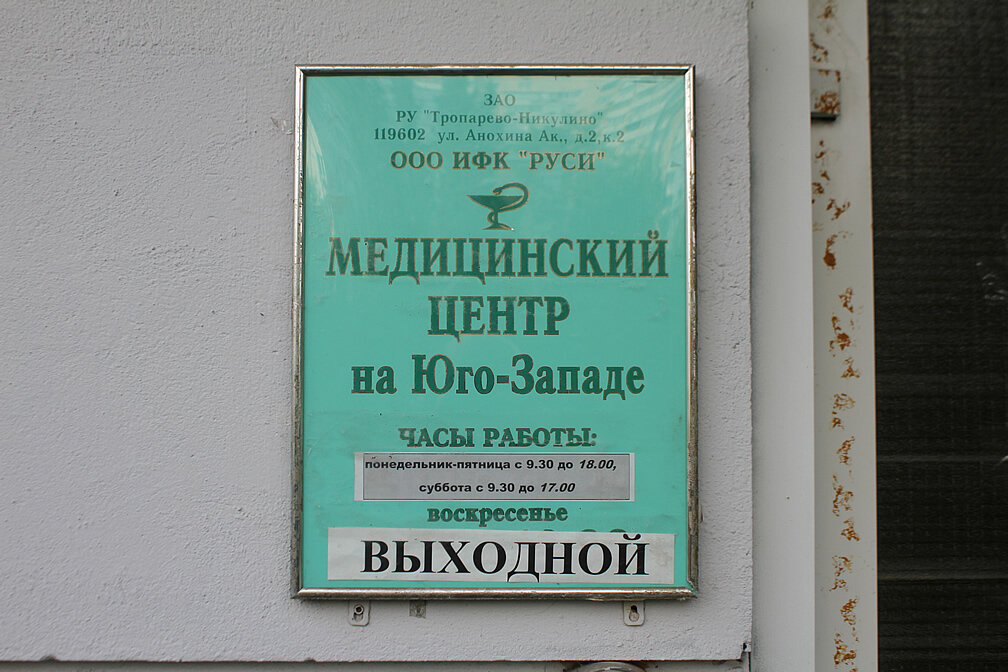 ЗАО
РУ "Тропарево-Никулино"
119602 ул. Анохина Ак., д.2,к.2
ООО ИФК "РУСИ"
МЕДИЦИНСКИЙ
ЦЕНТР
на Юго-Западе
ЧАСЫ РАБОТЫ:
понедельник-пятница с 9.30 до 18.00,
суббота с 9.30 до 17.00
воскресенье
ВЫХОДНОЙ